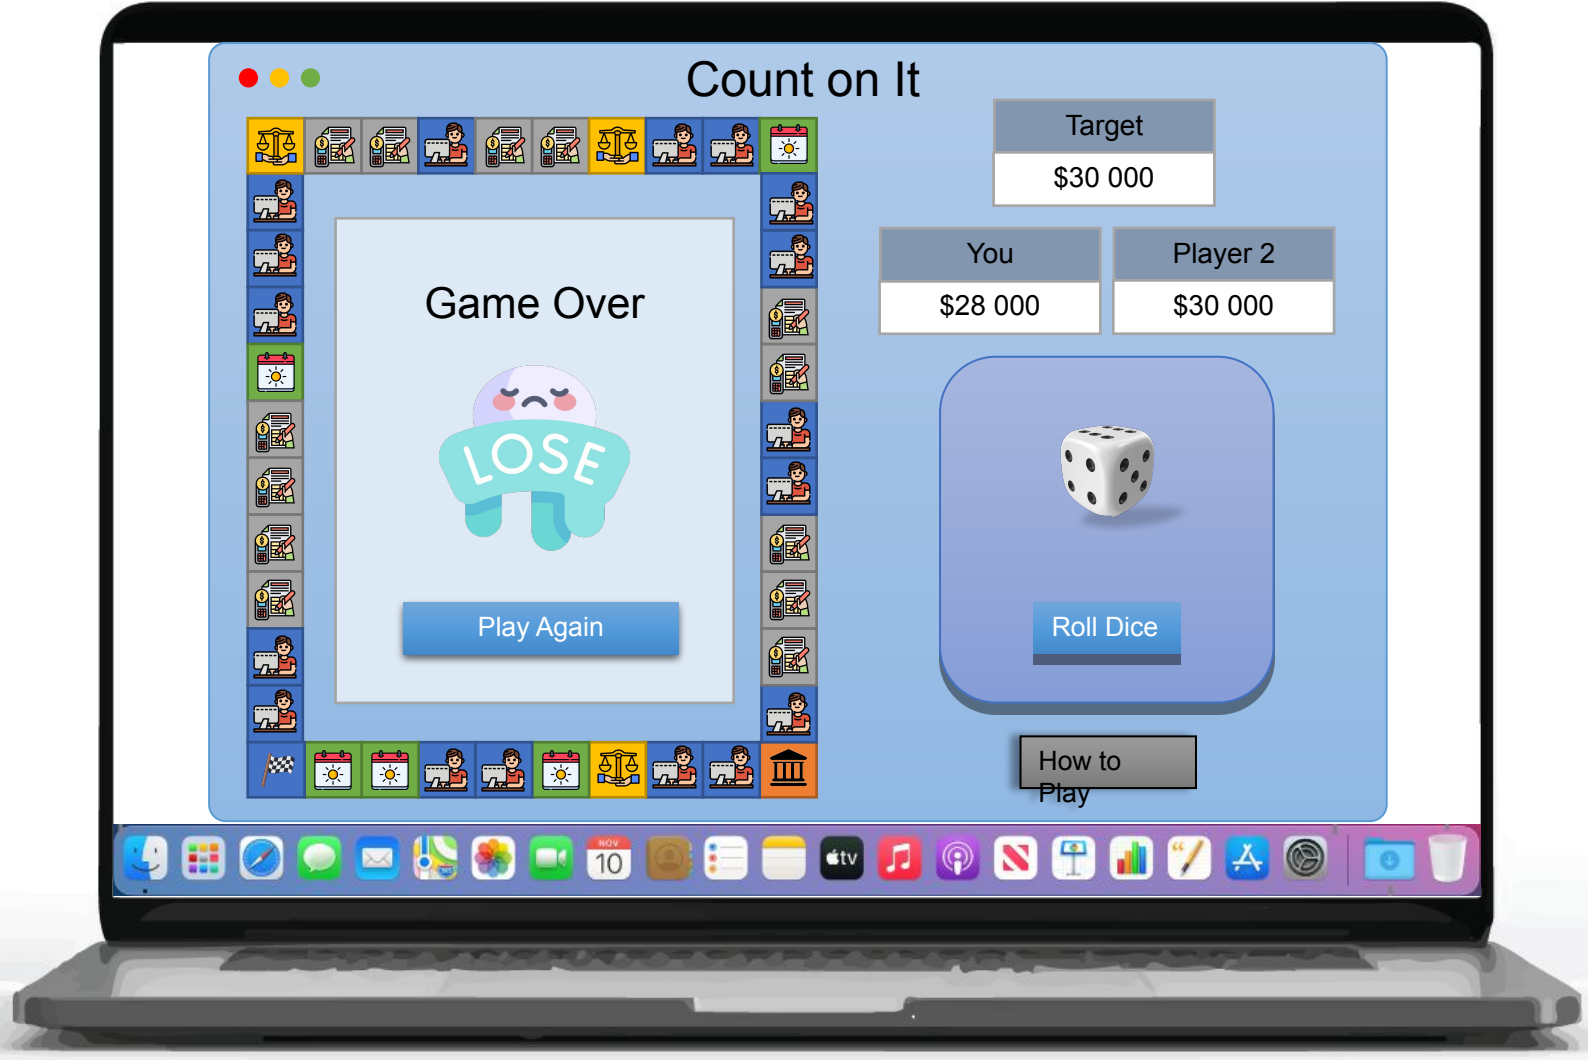 Count on It
Target
$30 000
You
Player 2
$28 000
$30 000
Game Over
LOSE
Play Again
Roll Dice
How to
Play
NOV
10
tv